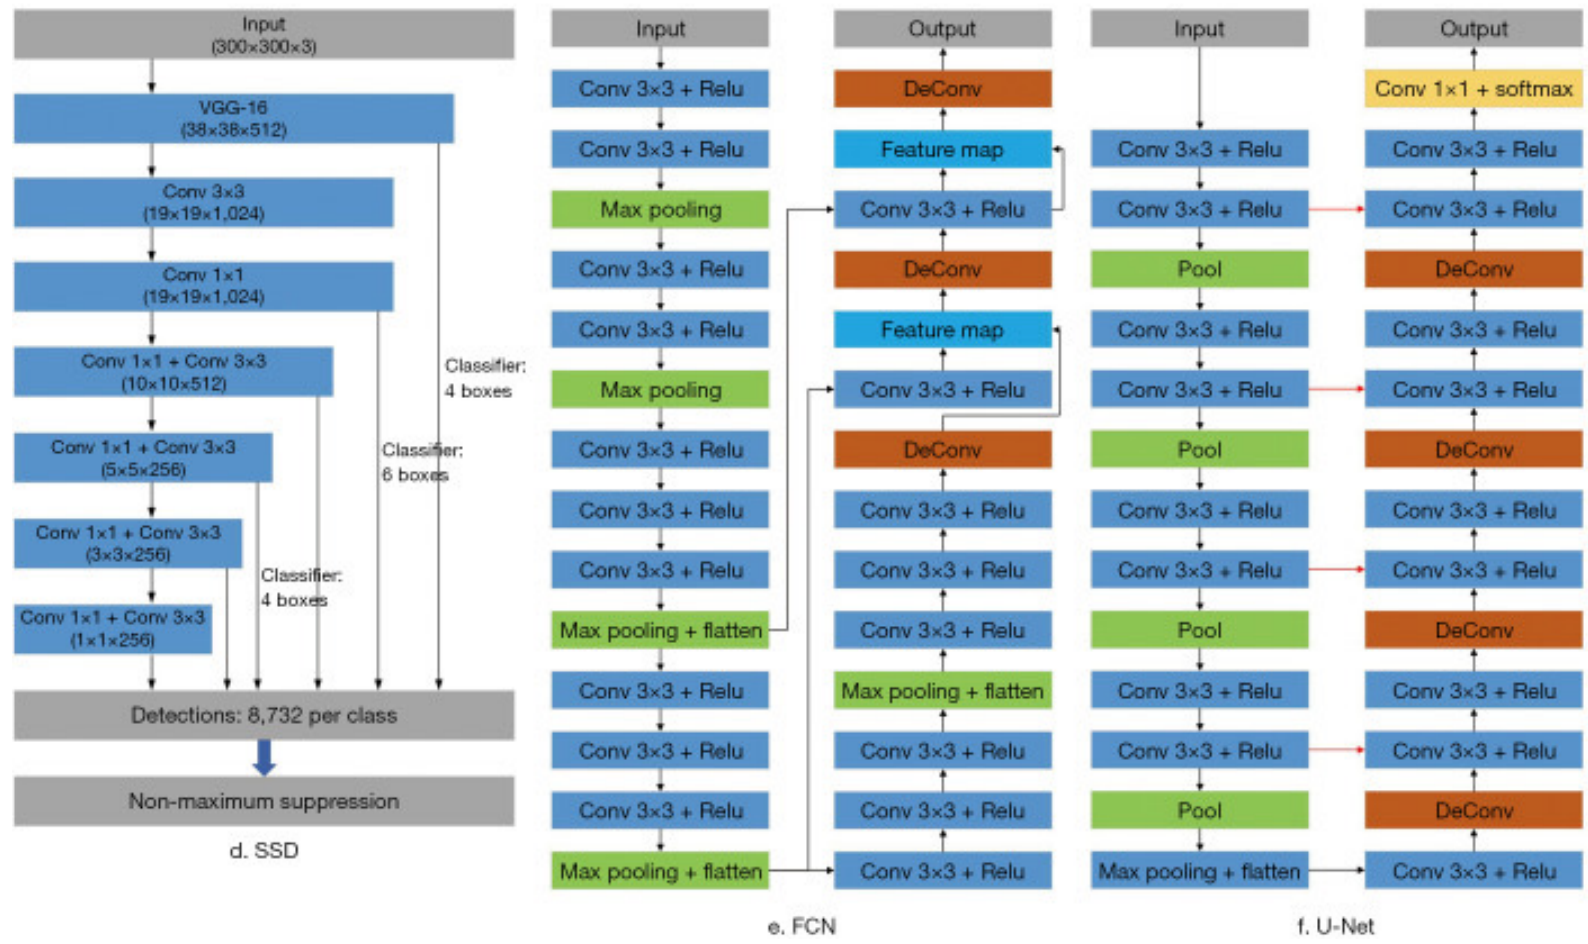 Input
(300×300×3)
VGG-16
(38×38×512)
Conv 3×3
(19×19×1,024)
Conv 1×1
(19×19×1,024)
Conv 1×1 + Conv 3×3
(10×10×512)
Conv 1×1 + Conv 3×3
(5×5×256)
Conv 1×1 + Conv 3×3
(3×3×256)
Conv 1×1 + Conv 3×3
(1×1×256)
Classifier:
4 boxes
Classifier:
6 boxes
Classifier:
4 boxes
Detections: 8,732 per class
Non-maximum suppression
d. SSD
Input
Conv 3×3 + Relu
Conv 3×3 + Relu
Max pooling
Conv 3×3 + Relu
Conv 3×3 + Relu
Max pooling
Conv 3×3 + Relu
Conv 3×3 + Relu
Conv 3×3 + Relu
Max pooling + flatten
Conv 3×3 + Relu
Conv 3×3 + Relu
Conv 3×3 + Relu
Max pooling + flatten
Output
DeConv
Feature map
Conv 3×3 + Relu
DeConv
Feature map
Conv 3×3 + Relu
DeConv
Conv 3×3 + Relu
Conv 3×3 + Relu
Conv 3×3 + Relu
Max pooling + flatten
Conv 3×3 + Relu
Conv 3×3 + Relu
Conv 3×3 + Relu
e. FCN
Input
Conv 3×3 + Relu
Conv 3×3 + Relu
Pool
Conv 3×3 + Relu
Conv 3×3 + Relu
Pool
Conv 3×3 + Relu
Conv 3×3 + Relu
Pool
Conv 3×3 + Relu
Conv 3×3 + Relu
Pool
Max pooling + flatten
Output
Conv 1×1 + softmax
Conv 3×3 + Relu
Conv 3×3 + Relu
DeConv
Conv 3×3 + Relu
Conv 3×3 + Relu
DeConv
Conv 3×3 + Relu
Conv 3×3 + Relu
DeConv
Conv 3×3 + Relu
Conv 3×3 + Relu
DeConv
Conv 3×3 + Relu
f. U-Net